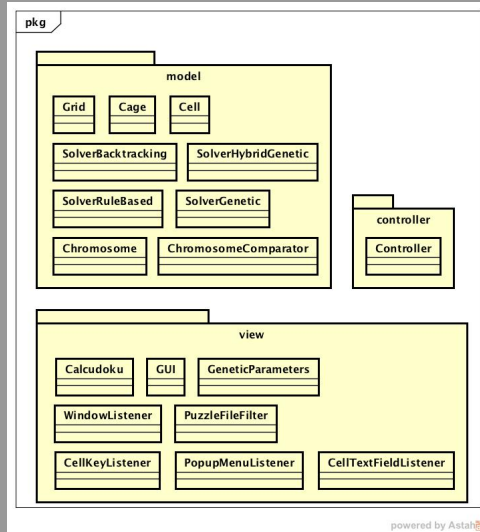 pkg
model
Grid Cage Cell
SolverBacktracking SolverHybridGenetic
SolverRuleBased SolverGenetic
Chromosome ChromosomeComparator
controller
Controller
view
Calcudoku GUI GeneticParameters
WindowListener PuzzleFileFilter
CellKeyListener PopupMenuListener CellTextFieldListener
powered by Astah